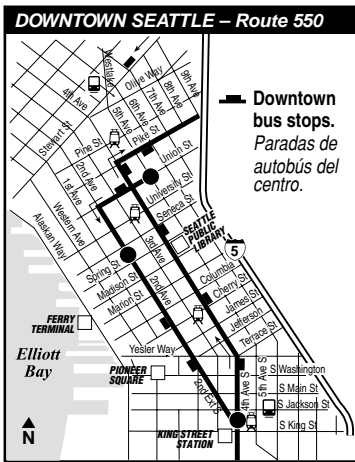 DOWNTOWN SEATTLE – Route 550
Westlake
Olive Way
9th Ave
8th Ave
7th Ave
6th Ave
5th Ave
4th Ave
Stewart St
Pine St
Pike St
Union St
1st Ave
2nd Ave
University St
Western Ave
Alaskan Way
Seneca St
SEATTLE
PUBLIC
LIBRARY
3rd Ave
Spring St
Madison St
Marion St
2nd Ave
5
Columbia
Cherry St
James St
Jefferson
Terrace St
FERRY
TERMINAL
Yesler Way
Elliott
Bay
PIONEER
SQUARE
2nd Ext S
4th Ave S
5th Ave S
S Washington
S Main St
S Jackson St
S King St
KING STREET
STATION
N
Downtown
bus stops.
Paradas de
autobús del
centro.